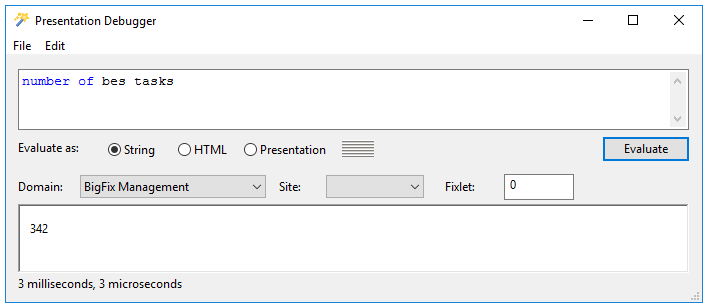 Presentation Debugger
File Edit
number of bes tasks
Evaluate as: String HTML Presentation Evaluate
Domain: BigFix Management Site: Fixlet: 0
342
3 milliseconds, 3 microseconds